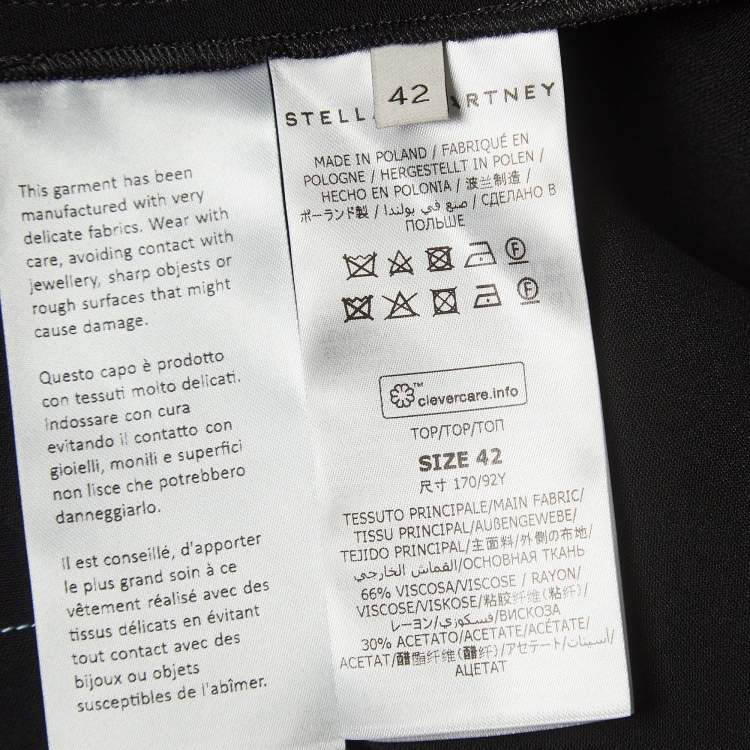 This garment has been
manufactured with very
delicate fabrics. Wear with
care, avoiding contact with
jewellery, sharp objests or
rough surfaces that might
cause damage.
Questo capo è prodotto
con tessuti molto delicati.
Indossare con cura
evitando il contatto con
gioielli, monili e superfici
non lisce che potrebbero
danneggiarlo.
Il est conseillé, d'apporter
le plus grand soin à ce
vêtement réalisé avec des
tissus délicats en évitant
tout contact avec des
bijoux ou objets
susceptibles de l'abîmer.
42
STELLA RTNEY
MADE IN POLAND / FABRIQUÉ EN
POLOGNE / HERGESTELLT IN POLEN /
HECHO EN POLONIA / 波兰制造 /
ポーランド製 / صنع في بولندا / СДЕЛАНО В
ПОЛЬШЕ
F
F
clevercare.info™
TOP/TOP/ТОП
SIZE 42
尺寸 170/92Y
TESSUTO PRINCIPALE/MAIN FABRIC/
TISSU PRINCIPAL/AUßENGEWEBE/
TEJIDO PRINCIPAL/主面料/外側の布地/
القماش الخارجي/ОСНОВНАЯ ТКАНЬ
66% VISCOSA/VISCOSE / RAYON/
VISCOSE/VISKOSE/粘胶纤维(粘纤)/
レーヨン/فسكوزي/ВИСКОЗА
30% ACETATO/ACETATE/ACÉTATE/
ACETAT/醋酯纤维(醋纤)/アセテート/أسيتات/
АЦЕТАТ